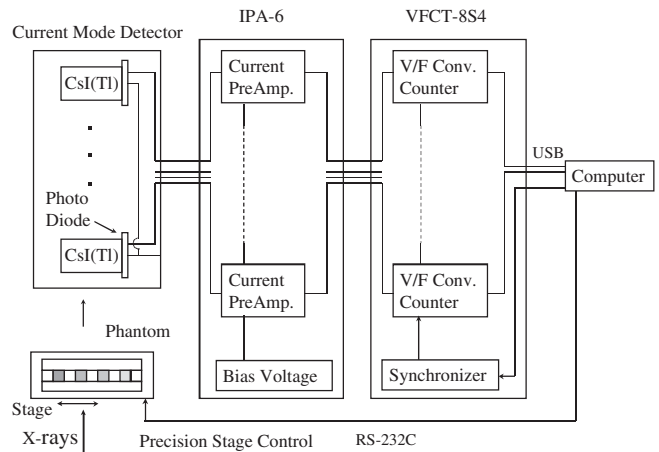 IPA-6
VFCT-8S4
Current Mode Detector
CsI(Tl)
Current
PreAmp.
V/F Conv.
Counter
USB
Computer
Photo
Diode
CsI(Tl)
Current
PreAmp.
V/F Conv.
Counter
Phantom
Bias Voltage
Synchronizer
Stage
X-rays
Precision Stage Control
RS-232C